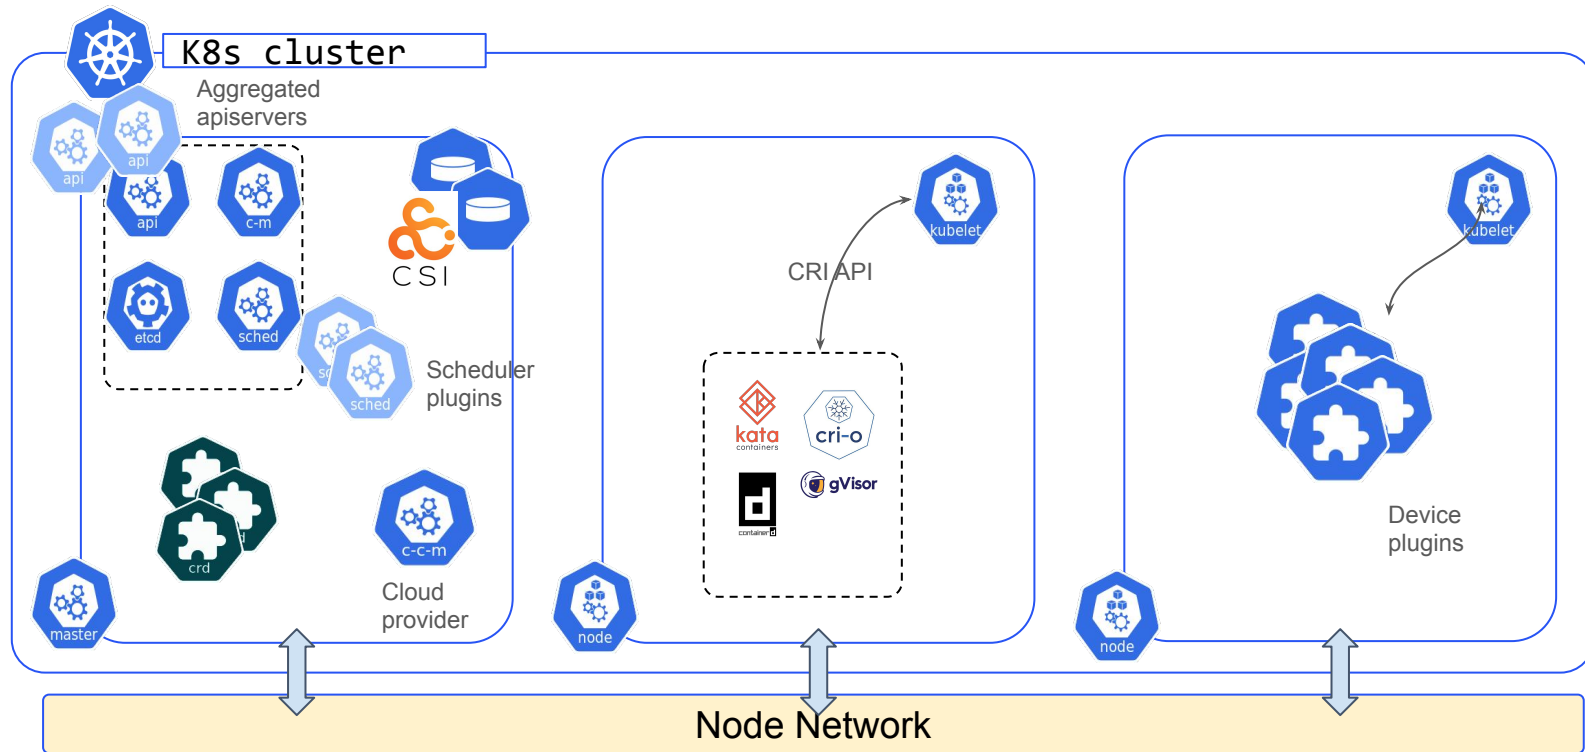 K8s cluster
Aggregated
apiservers
api
api
api
c-m
etcd
sched
CSI
sched
Scheduler
plugins
crd
c-c-m
Cloud
provider
master
kubelet
CRI API
kata
containers
cri-o
d
containerd
gVisor
node
kubelet
Device
plugins
node
Node Network